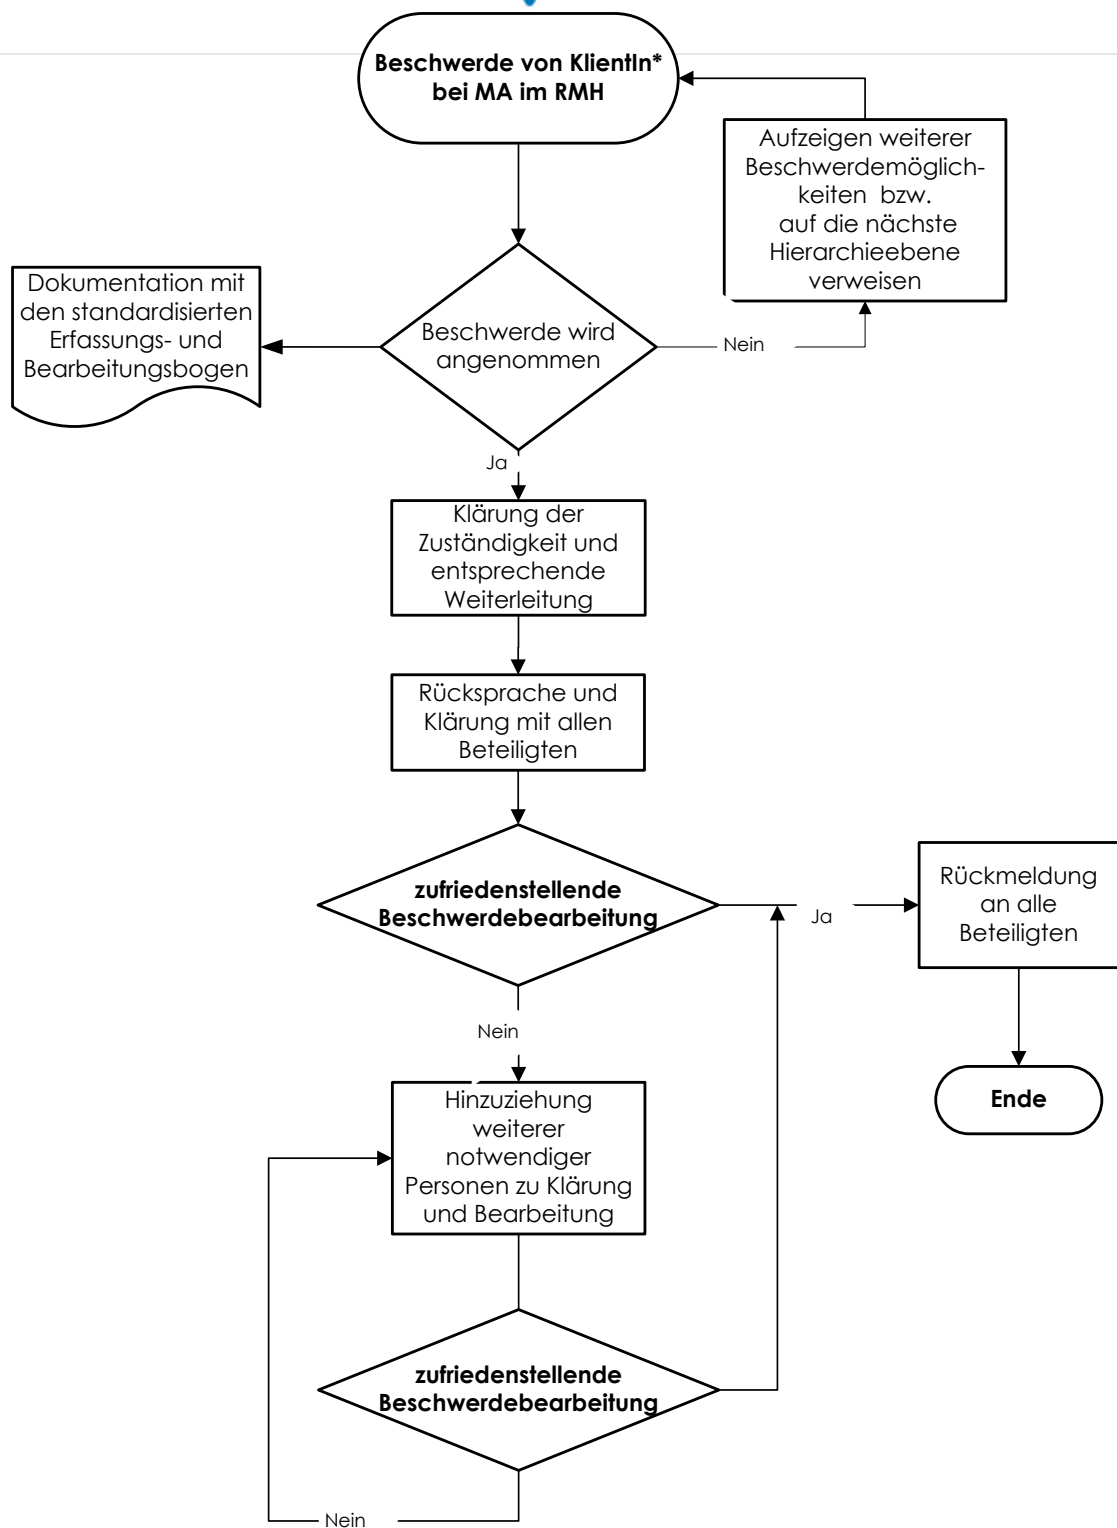 Beschwerde von KlientIn*
bei MA im RMH
Aufzeigen weiterer
Beschwerdemöglich-
keiten bzw.
auf die nächste
Hierarchieebene
verweisen
Dokumentation mit
den standardisierten
Erfassungs- und
Bearbeitungsbogen
Beschwerde wird
angenommen
Nein
Ja
Klärung der
Zuständigkeit und
entsprechende
Weiterleitung
Rücksprache und
Klärung mit allen
Beteiligten
zufriedenstellende
Beschwerdebearbeitung
Ja
Rückmeldung
an alle
Beteiligten
Nein
Ende
Hinzuziehung
weiterer
notwendiger
Personen zu Klärung
und Bearbeitung
zufriedenstellende
Beschwerdebearbeitung
Nein